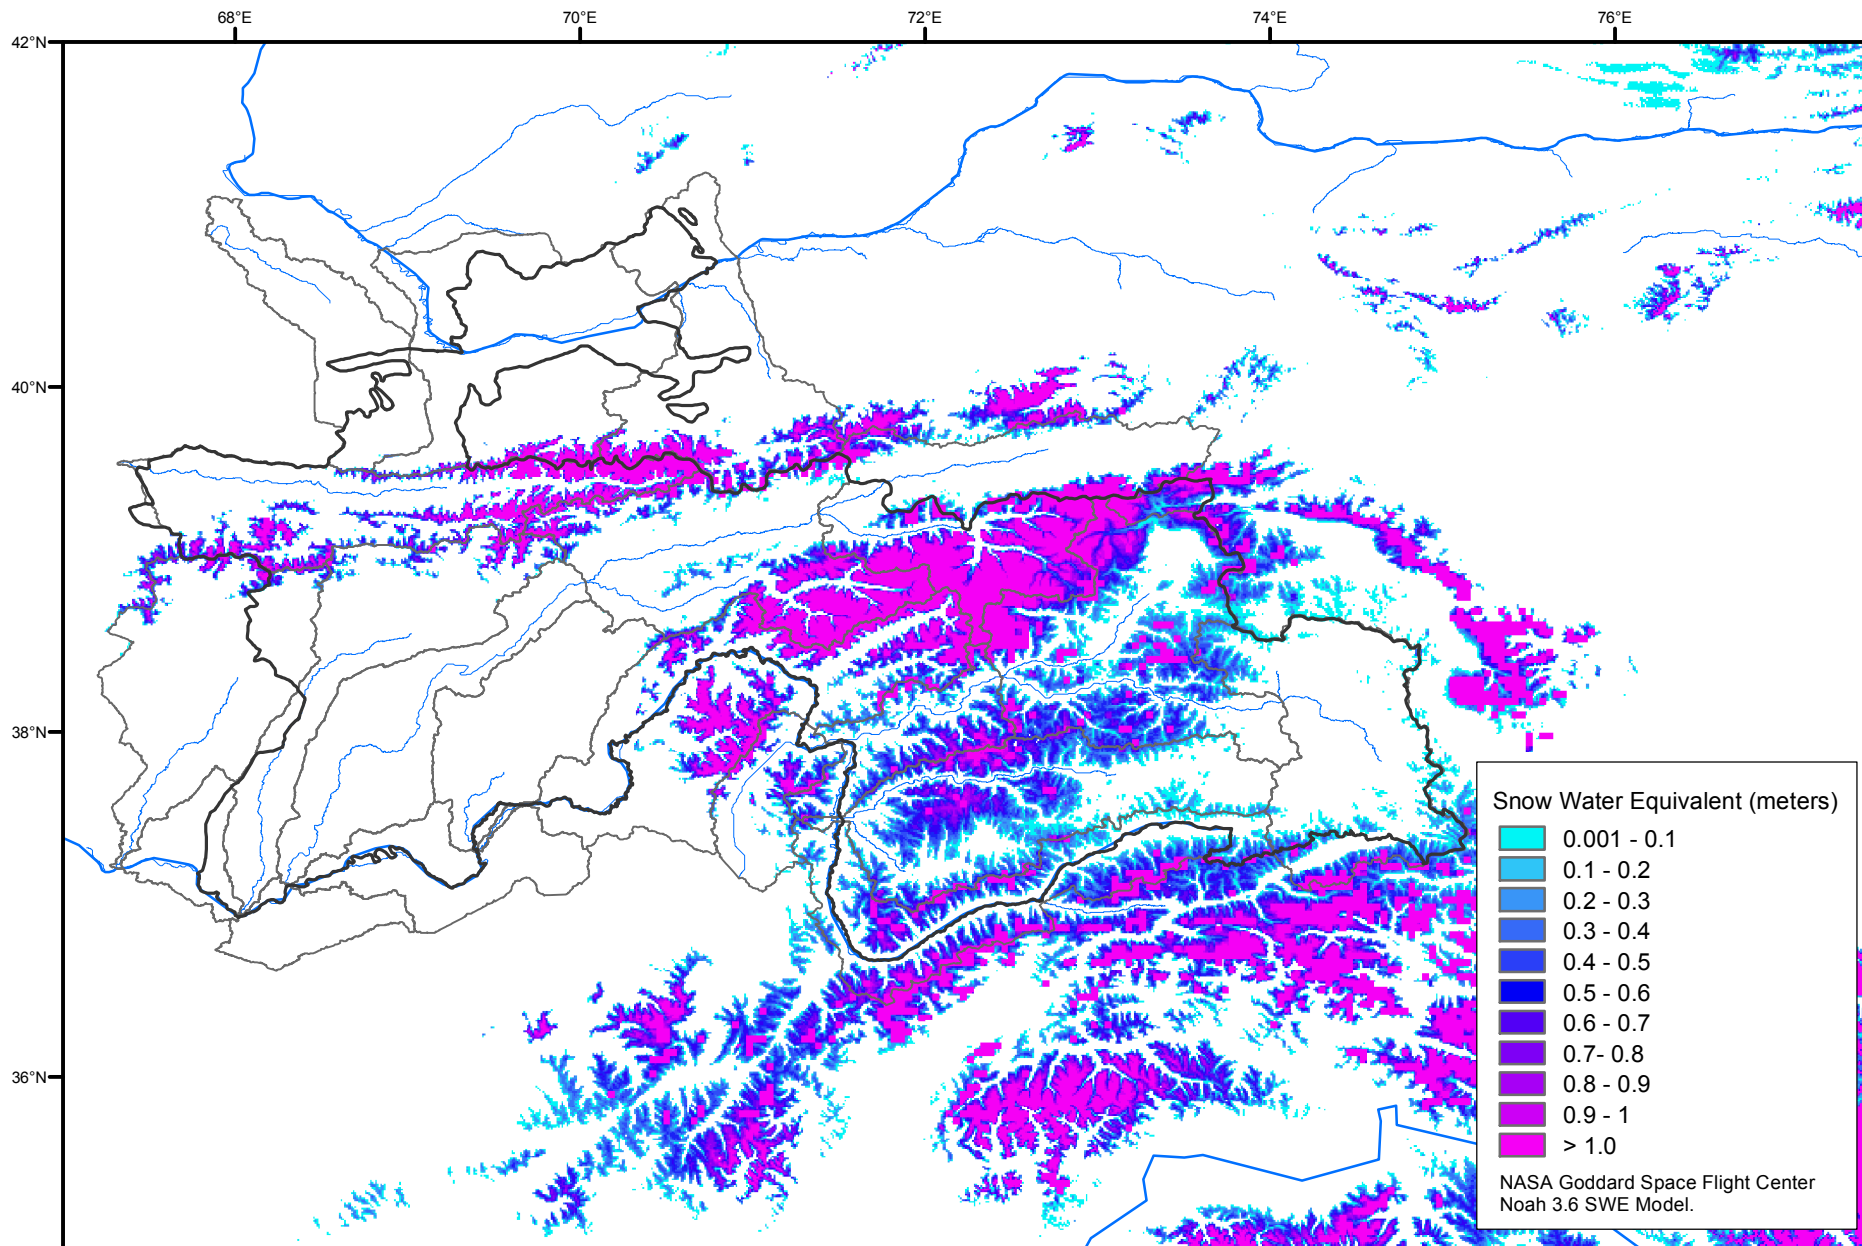 68°E
70°E
72°E
74°E
76°E
42°N
40°N
38°N
36°N
Snow Water Equivalent (meters)
0.001 - 0.1
0.1 - 0.2
0.2 - 0.3
0.3 - 0.4
0.4 - 0.5
0.5 - 0.6
0.6 - 0.7
0.7- 0.8
0.8 - 0.9
0.9 - 1
> 1.0
NASA Goddard Space Flight Center
Noah 3.6 SWE Model.